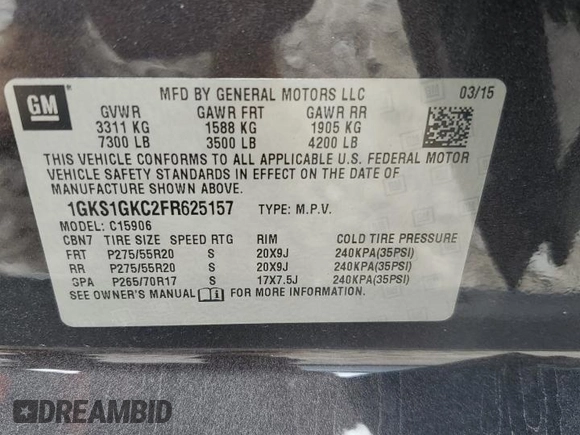 GM
MFD BY GENERAL MOTORS LLC 03/15
GVWR GAWR FRT GAWR RR
3311 KG 1588 KG 1905 KG
7300 LB 3500 LB 4200 LB
THIS VEHICLE CONFORMS TO ALL APPLICABLE U.S. FEDERAL MOTOR
VEHICLE SAFETY STANDARDS IN EFFECT ON THE DATE OF
MANUFACTURE SHOWN ABOVE.
1GKS1GKC2FR625157 TYPE: M.P.V.
MODEL: C15906
CBN7 TIRE SIZE SPEED RTG RIM COLD TIRE PRESSURE
FRT P275/55R20 S 20X9J 240KPA(35PSI)
RR P275/55R20 S 20X9J 240KPA(35PSI)
SPA P265/70R17 S 17X7.5J 240KPA(35PSI)
SEE OWNER'S MANUAL FOR MORE INFORMATION.
DREAMBID